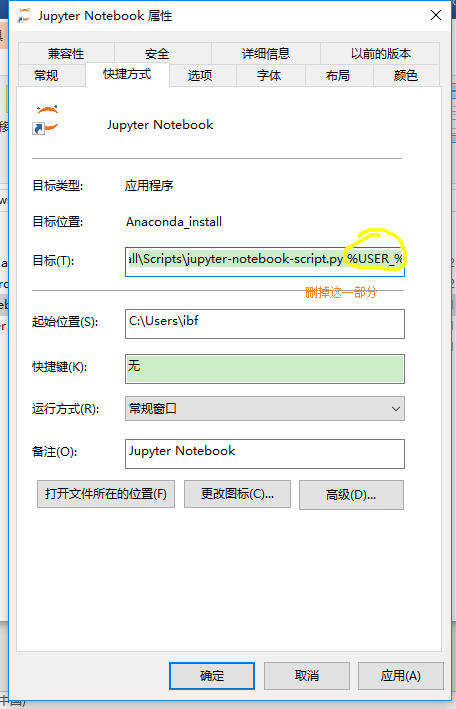 Jupyter Notebook 属性
兼容性 安全 详细信息 以前的版本
常规 快捷方式 选项 字体 布局 颜色
Jupyter Notebook
目标类型: 应用程序
目标位置: Anaconda_install
目标(T): all\Scripts\jupyter-notebook-script.py %USER_%
删掉这一部分
起始位置(S): C:\Users\ibf
快捷键(K): 无
运行方式(R): 常规窗口
备注(O): Jupyter Notebook
打开文件所在的位置(F) 更改图标(C)... 高级(D)...
确定 取消 应用(A)